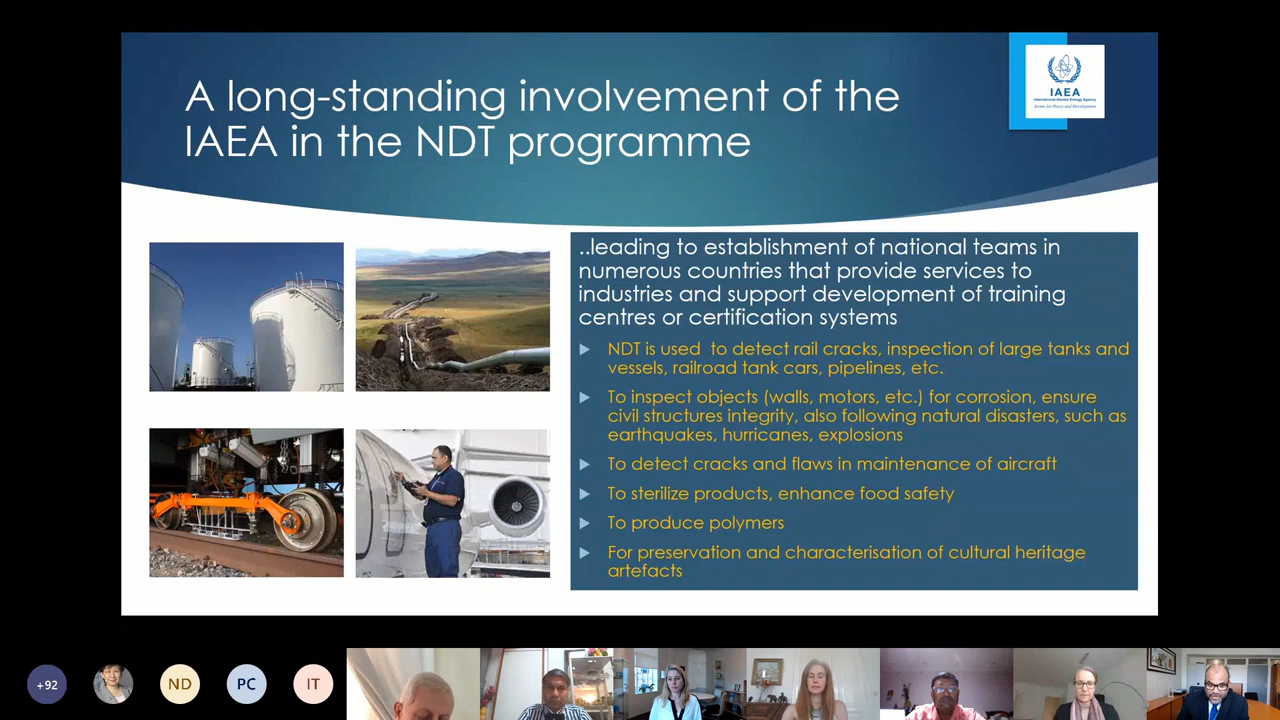 A long-standing involvement of the
IAEA in the NDT programme
IAEA
International Atomic Energy Agency
Atoms for Peace and Development
..leading to establishment of national teams in
numerous countries that provide services to
industries and support development of training
centres or certification systems
NDT is used  to detect rail cracks, inspection of large tanks and
vessels, railroad tank cars, pipelines, etc.
To inspect objects (walls, motors, etc.) for corrosion, ensure
civil structures integrity, also following natural disasters, such as
earthquakes, hurricanes, explosions
To detect cracks and flaws in maintenance of aircraft
To sterilize products, enhance food safety
To produce polymers
For preservation and characterisation of cultural heritage
artefacts
+92
ND
PC
IT